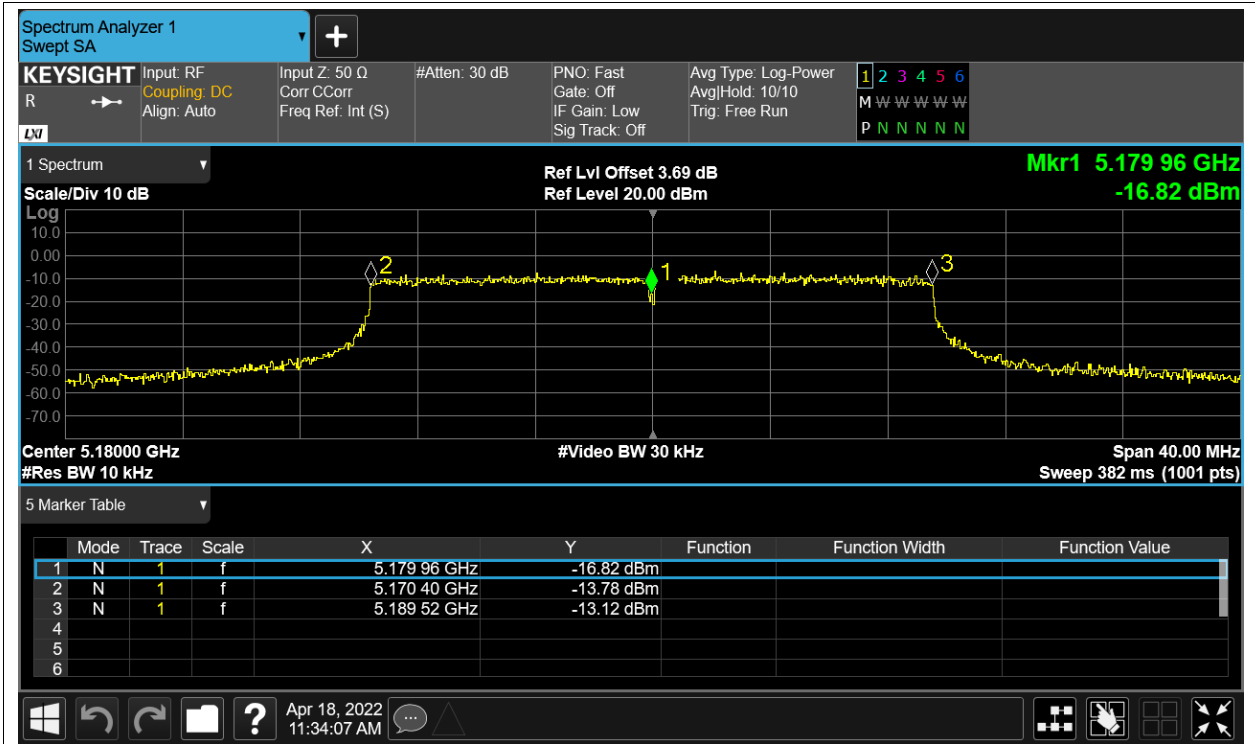 Spectrum Analyzer 1
Swept SA
KEYSIGHT
R
LXI
Input: RF
Coupling: DC
Align: Auto
Input Z: 50 Ω
Corr CCorr
Freq Ref: Int (S)
#Atten: 30 dB
PNO: Fast
Gate: Off
IF Gain: Low
Sig Track: Off
Avg Type: Log-Power
Avg|Hold: 10/10
Trig: Free Run
1 2 3 4 5 6
M W W W W W
P N N N N N
1 Spectrum
Scale/Div 10 dB
Ref Lvl Offset 3.69 dB
Ref Level 20.00 dBm
Mkr1 5.179 96 GHz
-16.82 dBm
Log
10.0
0.00
-10.0
-20.0
-30.0
-40.0
-50.0
-60.0
-70.0
2
1
3
Center 5.18000 GHz
#Video BW 30 kHz
Span 40.00 MHz
#Res BW 10 kHz
Sweep 382 ms (1001 pts)
5 Marker Table
Mode Trace Scale X Y Function Function Width Function Value
1 N 1 f 5.179 96 GHz -16.82 dBm
2 N 1 f 5.170 40 GHz -13.78 dBm
3 N 1 f 5.189 52 GHz -13.12 dBm
4
5
6
?
Apr 18, 2022
11:34:07 AM